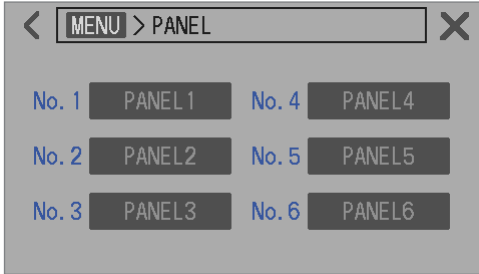 MENU > PANEL
No. 1 PANEL1 No. 4 PANEL4
No. 2 PANEL2 No. 5 PANEL5
No. 3 PANEL3 No. 6 PANEL6